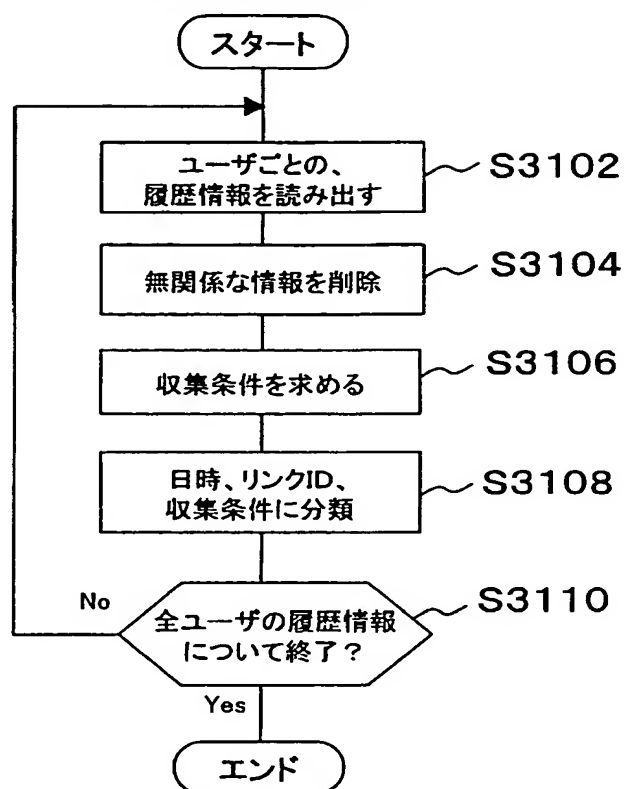 スタート
ユーザごとの、
履歴情報を読み出す
S3102
無関係な情報を削除
S3104
収集条件を求める
S3106
日時、リンクID、
収集条件に分類
S3108
No
全ユーザの履歴情報
について終了？
S3110
Yes
エンド